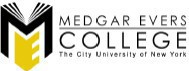 MEDGAR EVERS
COLLEGE
The City University of New York